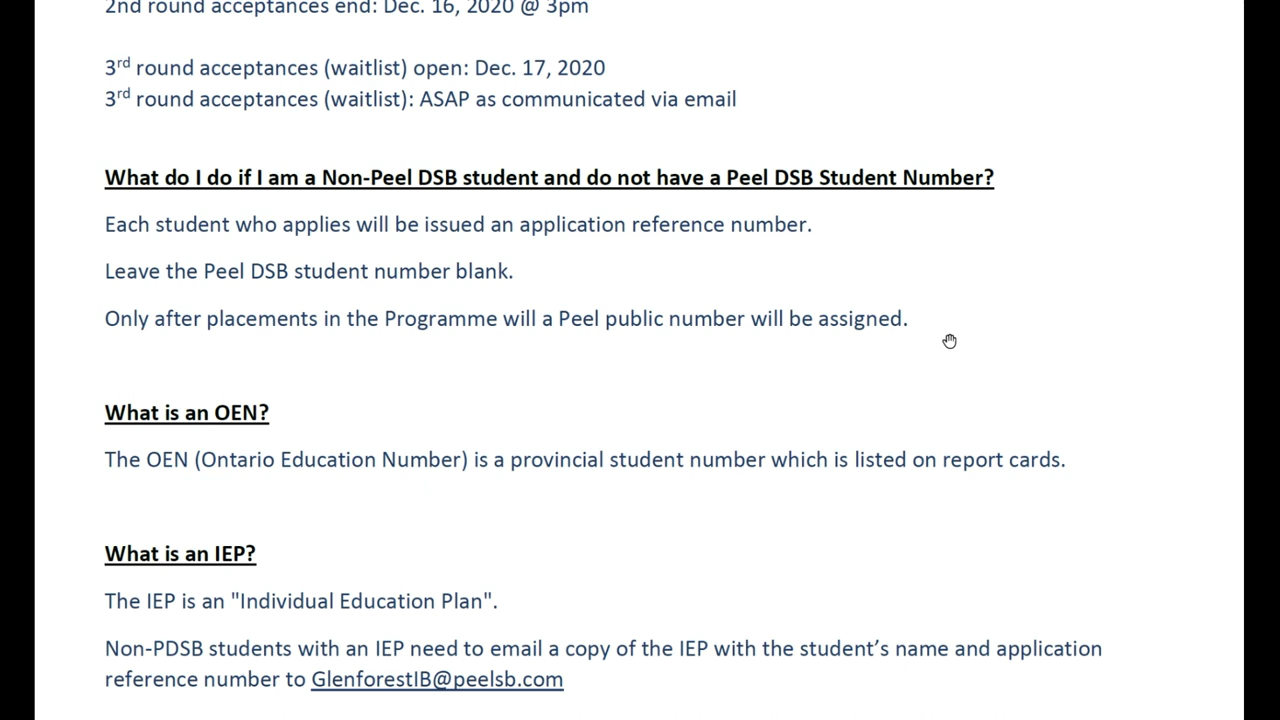 2nd round acceptances end: Dec. 16, 2020 @ 3pm
3rd round acceptances (waitlist) open: Dec. 17, 2020
3rd round acceptances (waitlist): ASAP as communicated via email
What do I do if I am a Non-Peel DSB student and do not have a Peel DSB Student Number?
Each student who applies will be issued an application reference number.
Leave the Peel DSB student number blank.
Only after placements in the Programme will a Peel public number will be assigned.
What is an OEN?
The OEN (Ontario Education Number) is a provincial student number which is listed on report cards.
What is an IEP?
The IEP is an "Individual Education Plan".
Non-PDSB students with an IEP need to email a copy of the IEP with the student’s name and application
reference number to GlenforestIB@peelsb.com